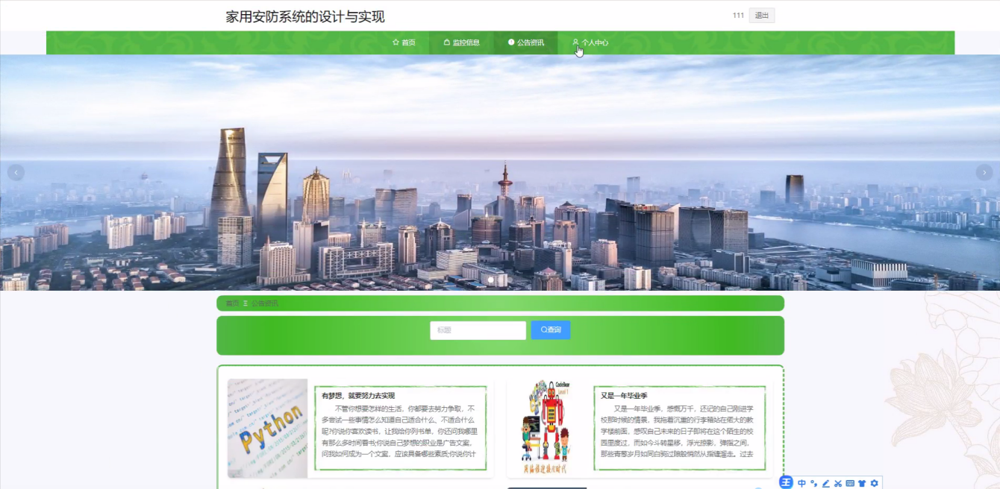 家用安防系统的设计与实现
111 退出
首页 监控信息 公告资讯 个人中心
首页 公告资讯
标题 查询
有梦想，就要努力去实现
不管你想要怎样的生活，你都要去努力争取，不
多尝试一些事情怎么知道自己适合什么、不适合什么
呢?你说你喜欢读书，让我给你列书单，你还问我哪里
有那么多时间看书;你说自己梦想的职业是广告文案，
问我如何成为一个文案，应该具备哪些素质;你说你计
Python
又是一年毕业季
又是一年毕业季，感慨万千，还记的自己刚进学
校那时候的情景，我拖着沉重的行李箱站在偌大的教
学楼前面，感叹自己未来的日子即将在这个陌生的校
园里度过，而如今斗转星移，浮光掠影，弹指之间，
那些青葱岁月如同白驹过隙般悄然从指缝溜走。过去
CodeBear
Level 1
用编程迎接AI时代
中